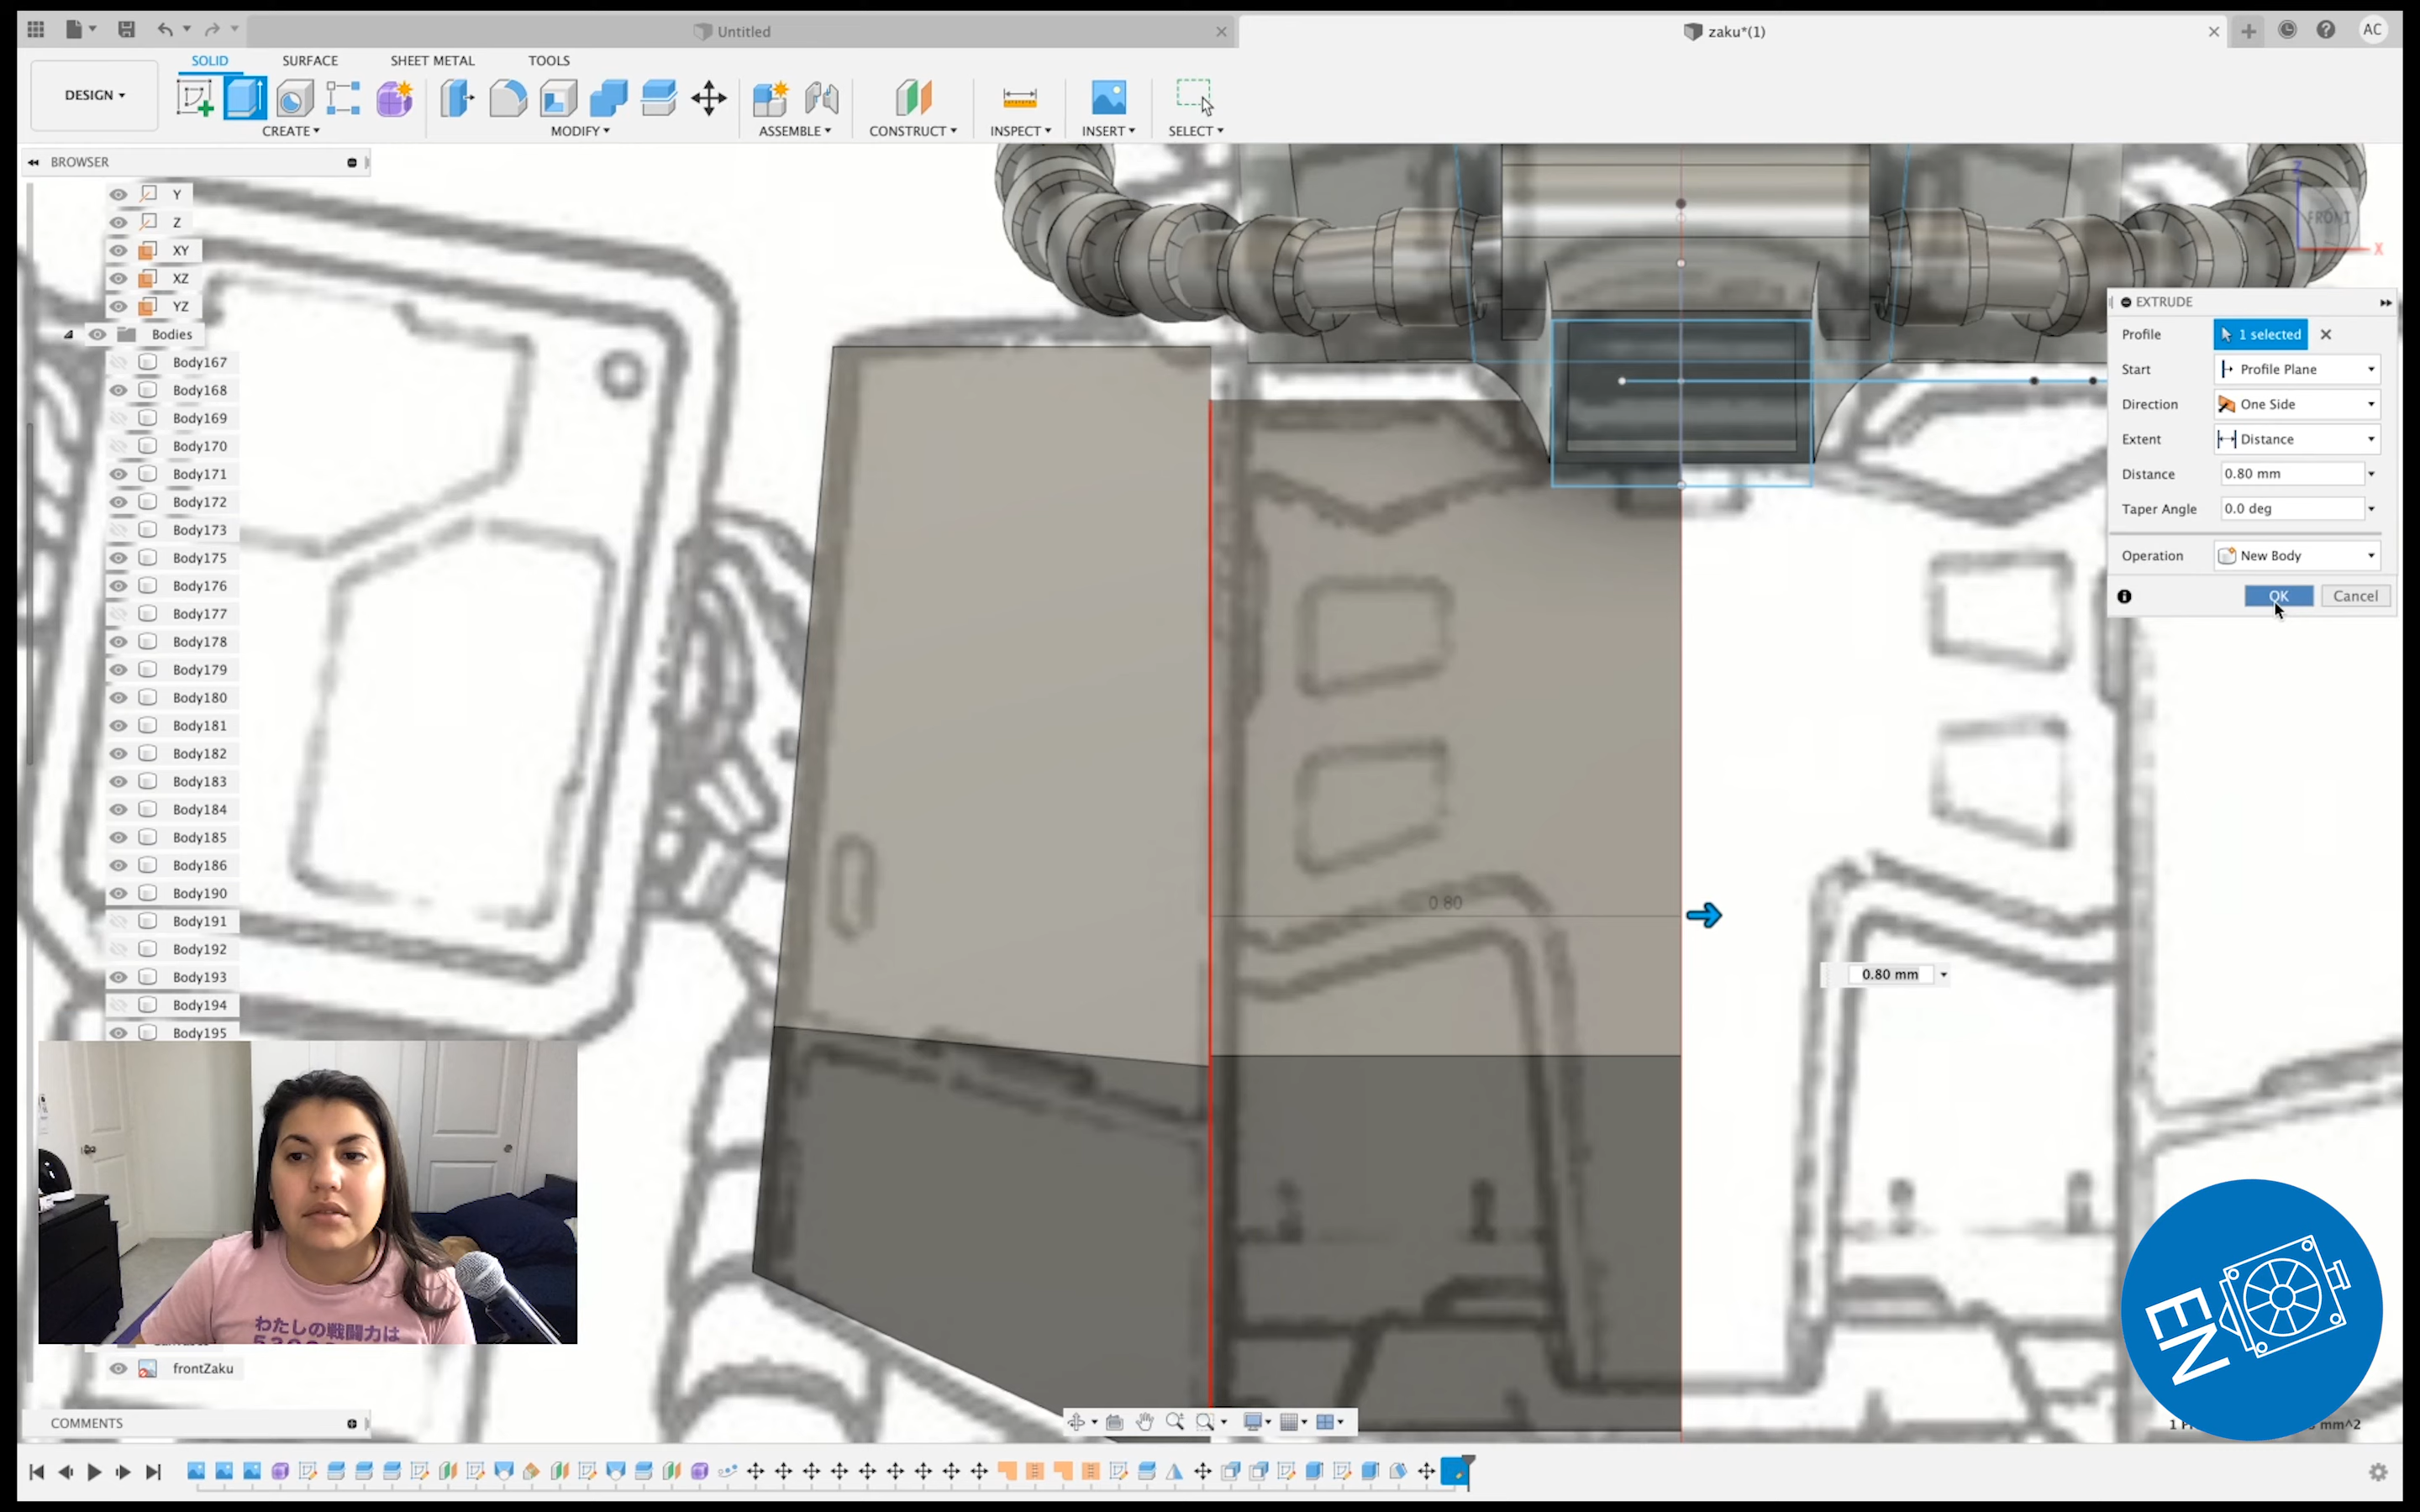 Untitled
zaku*(1)
AC
SOLID
SURFACE
SHEET METAL
TOOLS
DESIGN
CREATE
MODIFY
ASSEMBLE
CONSTRUCT
INSPECT
INSERT
SELECT
BROWSER
Y
Z
XY
XZ
YZ
Bodies
Body167
Body168
Body169
Body170
Body171
Body172
Body173
Body175
Body176
Body177
Body178
Body179
Body180
Body181
Body182
Body183
Body184
Body185
Body186
Body190
Body191
Body192
Body193
Body194
Body195
frontZaku
COMMENTS
Z
FRONT
X
EXTRUDE
Profile
1 selected
Start
Profile Plane
Direction
One Side
Extent
Distance
Distance
0.80 mm
Taper Angle
0.0 deg
Operation
New Body
OK
Cancel
0.80
0.80 mm
わたしの戦闘力は
EN
mm^2